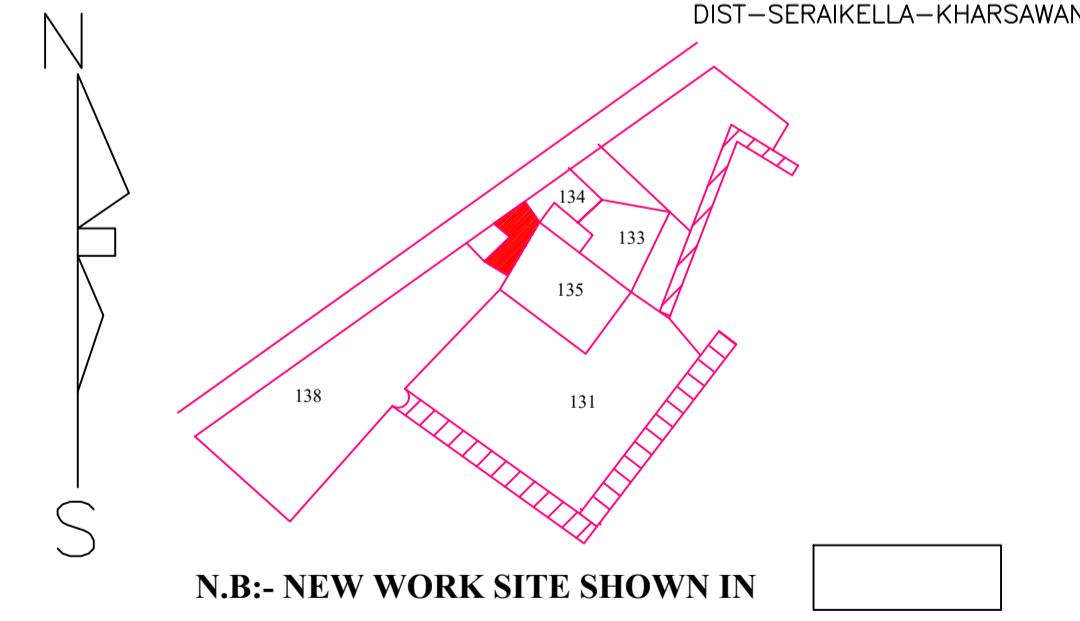 DIST-SERAIKELLA-KHARSAWAN
N
134
133
135
138
131
S
N.B:- NEW WORK SITE SHOWN IN